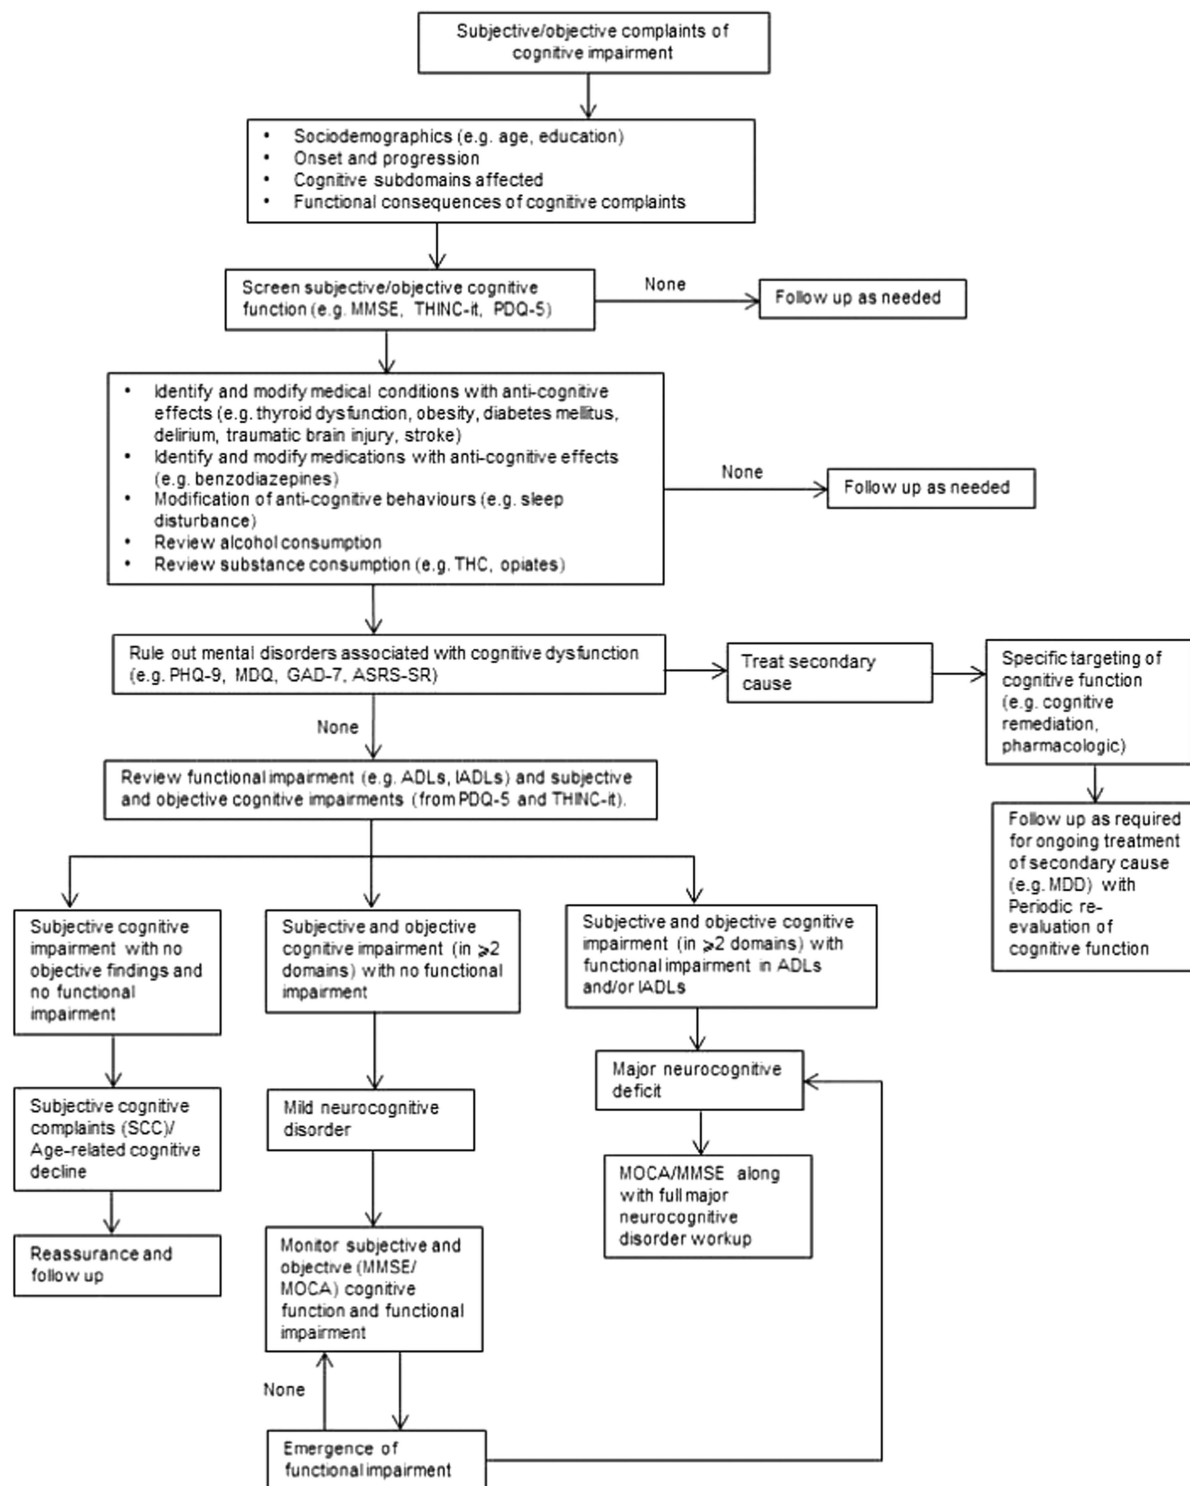 Subjective/objective complaints of
cognitive impairment
• Sociodemographics (e.g. age, education)
• Onset and progression
• Cognitive subdomains affected
• Functional consequences of cognitive complaints
Screen subjective/objective cognitive
function (e.g. MMSE, THINC-it, PDQ-5)
None
Follow up as needed
• Identify and modify medical conditions with anti-cognitive
effects (e.g. thyroid dysfunction, obesity, diabetes mellitus,
delirium, traumatic brain injury, stroke)
• Identify and modify medications with anti-cognitive effects
(e.g. benzodiazepines)
• Modification of anti-cognitive behaviours (e.g. sleep
disturbance)
• Review alcohol consumption
• Review substance consumption (e.g. THC, opiates)
None
Follow up as needed
Rule out mental disorders associated with cognitive dysfunction
(e.g. PHQ-9, MDQ, GAD-7, ASRS-SR)
Treat secondary
cause
Specific targeting of
cognitive function
(e.g. cognitive
remediation,
pharmacologic)
Follow up as required
for ongoing treatment
of secondary cause
(e.g. MDD) with
Periodic re-
evaluation of
cognitive function
None
Review functional impairment (e.g. ADLs, IADLs) and subjective
and objective cognitive impairments (from PDQ-5 and THINC-it).
Subjective cognitive
impairment with no
objective findings and
no functional
impairment
Subjective cognitive
complaints (SCC)/
Age-related cognitive
decline
Reassurance and
follow up
Subjective and objective
cognitive impairment (in ⩾2
domains) with no functional
impairment
Mild neurocognitive
disorder
Monitor subjective and
objective (MMSE/
MOCA) cognitive
function and functional
impairment
None
Emergence of
functional impairment
Subjective and objective cognitive
impairment (in ⩾2 domains) with
functional impairment in ADLs
and/or IADLs
Major neurocognitive
deficit
MOCA/MMSE along
with full major
neurocognitive
disorder workup